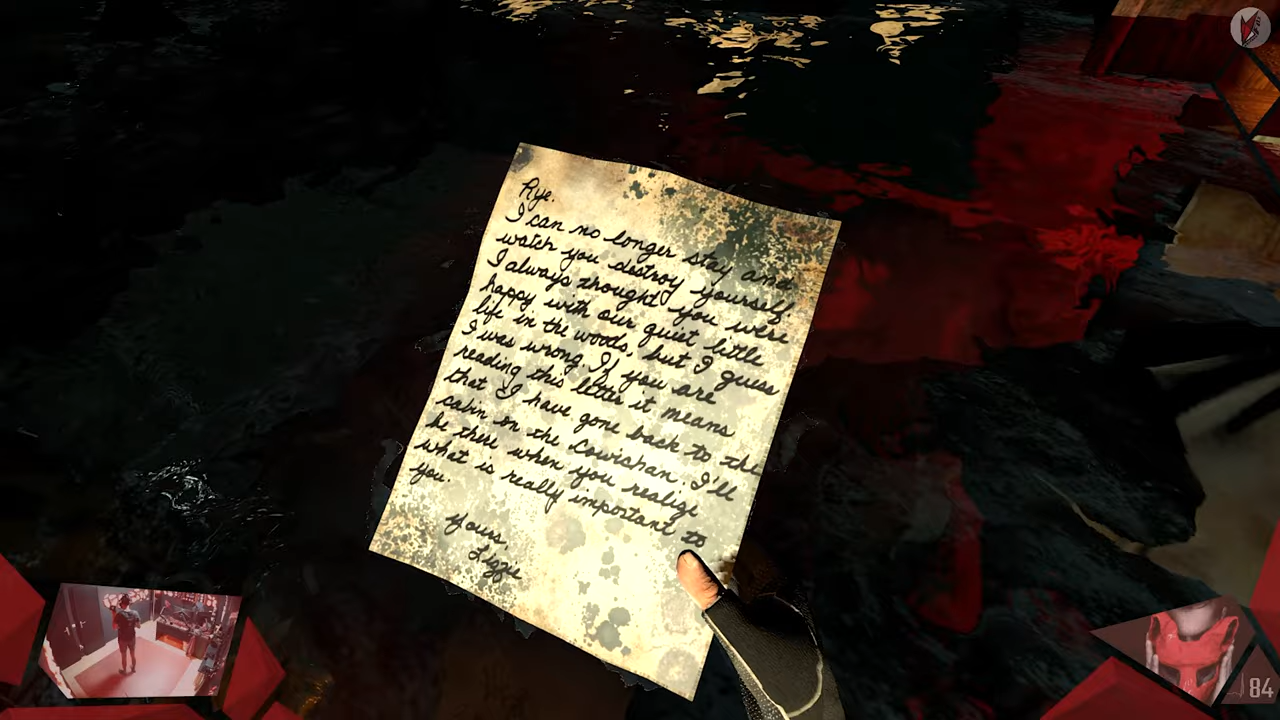 Rye.
I can no longer stay and
watch you destroy yourself
I always thought you were
happy with our quiet little
life in the woods, but I guess
I was wrong. If you are
reading this letter it means
that I have gone back to the
cabin on the Cowichan. I'll
be there when you realize
what is really important to
you.
Yours,
Lizzie
84